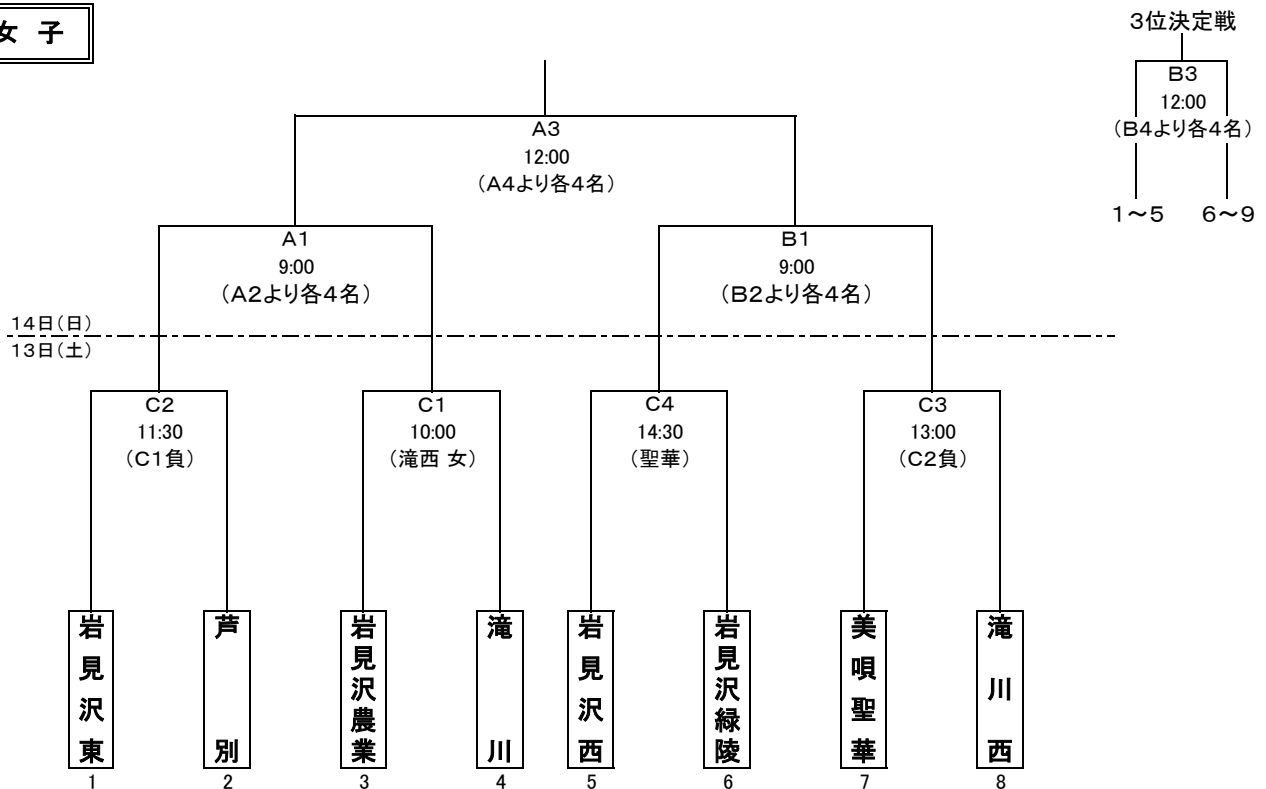 女 子
3位決定戦
B3
12:00
（B4より各4名）
1～5 6～9
A3
12:00
（A4より各4名）
A1
9:00
（A2より各4名）
B1
9:00
（B2より各4名）
14日（日）
13日（土）
C2
11:30
（C1負）
C1
10:00
（滝西 女）
C4
14:30
（聖華）
C3
13:00
（C2負）
岩見沢東
芦別
岩見沢農業
滝川
岩見沢西
岩見沢緑陵
美唄聖華
滝川西
1 2 3 4 5 6 7 8